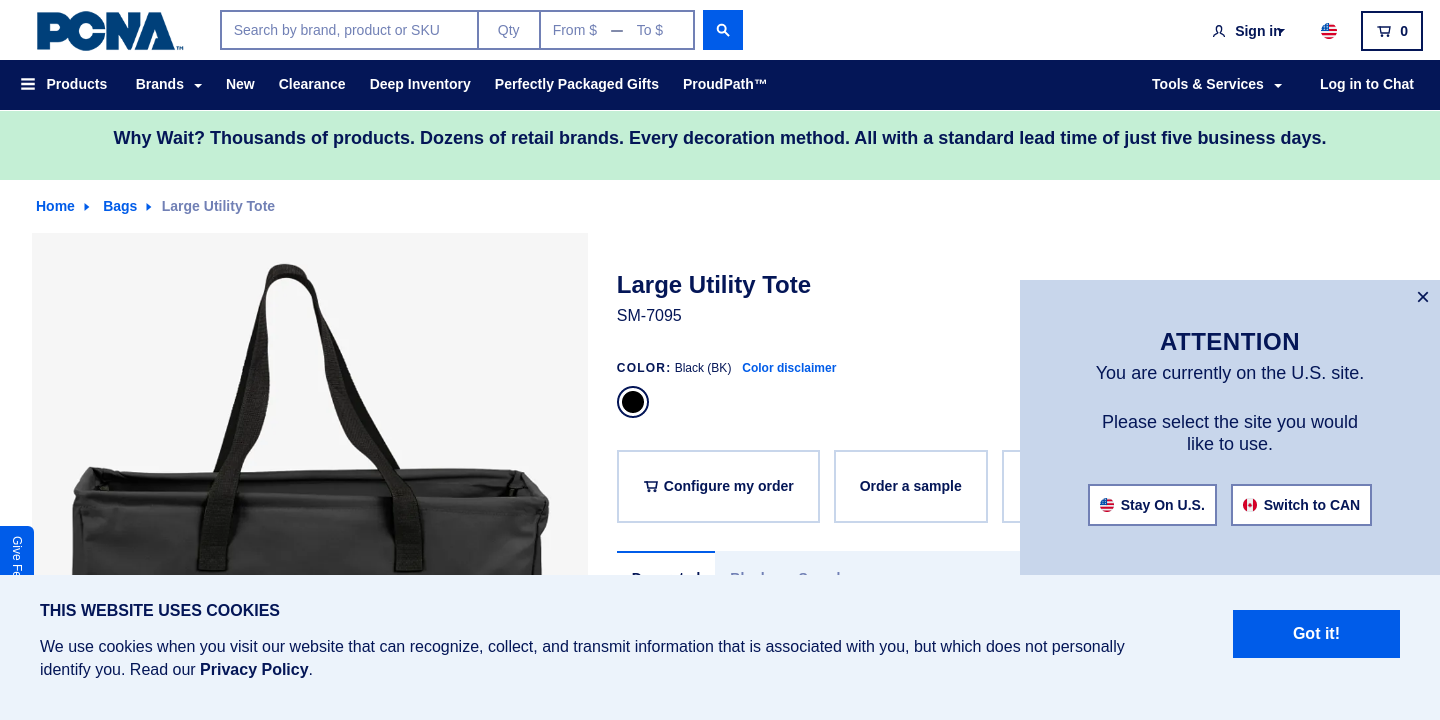 PCNA™
Search by brand, product or SKU
Qty
From $ — To $
Sign in
0
Products
Brands
New
Clearance
Deep Inventory
Perfectly Packaged Gifts
ProudPath™
Tools & Services
Log in to Chat
Why Wait? Thousands of products. Dozens of retail brands. Every decoration method. All with a standard lead time of just five business days.
Home
Bags
Large Utility Tote
Large Utility Tote
SM-7095
COLOR: Black (BK) Color disclaimer
Configure my order
Order a sample
×
ATTENTION
You are currently on the U.S. site.
Please select the site you would
like to use.
Stay On U.S.
Switch to CAN
Give
THIS WEBSITE USES COOKIES
We use cookies when you visit our website that can recognize, collect, and transmit information that is associated with you, but which does not personally
identify you. Read our Privacy Policy.
Got it!